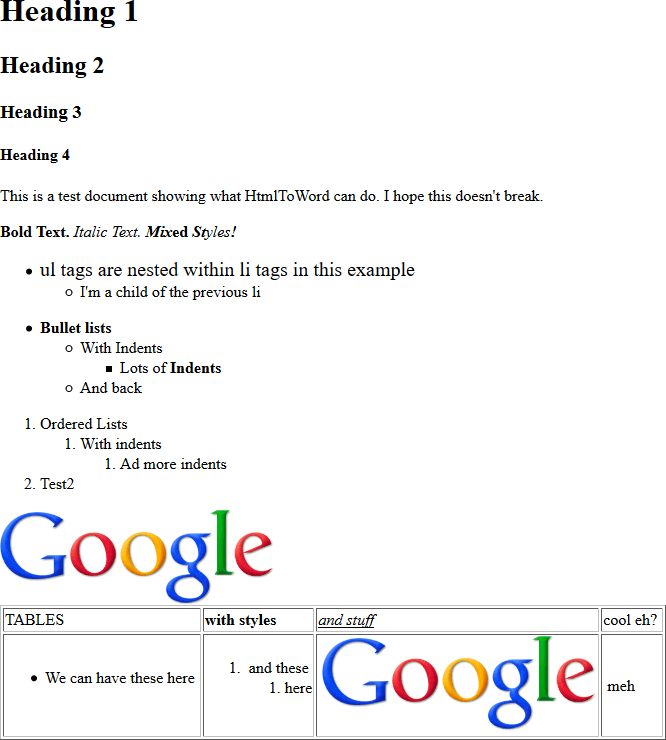 Heading 1
Heading 2
Heading 3
Heading 4
This is a test document showing what HtmlToWord can do. I hope this doesn't break.
Bold Text. Italic Text. Mixed Styles!
• ul tags are nested within li tags in this example
○ I'm a child of the previous li
• Bullet lists
○ With Indents
■ Lots of Indents
○ And back
1. Ordered Lists
1. With indents
1. Ad more indents
2. Test2
Google
TABLES with styles and stuff cool eh?
• We can have these here
1. and these
1. here
Google
meh